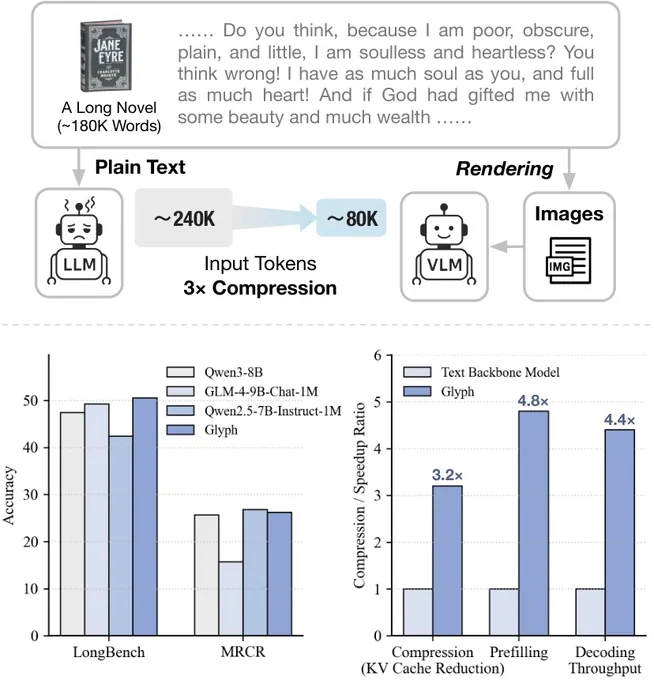 JANE
EYRE
CHARLOTTE
BRONTË
A Long Novel
(~180K Words)
...... Do you think, because I am poor, obscure,
plain, and little, I am soulless and heartless? You
think wrong! I have as much soul as you, and full
as much heart! And if God had gifted me with
some beauty and much wealth ......
Plain Text
Rendering
LLM
~240K
~80K
Input Tokens
3× Compression
VLM
Images
IMG
Accuracy
50
40
30
20
10
0
Qwen3-8B
GLM-4-9B-Chat-1M
Qwen2.5-7B-Instruct-1M
Glyph
LongBench
MRCR
Compression / Speedup Ratio
6
5
4
3
2
1
0
Text Backbone Model
Glyph
3.2×
4.8×
4.4×
Compression
(KV Cache Reduction)
Prefilling
Decoding
Throughput